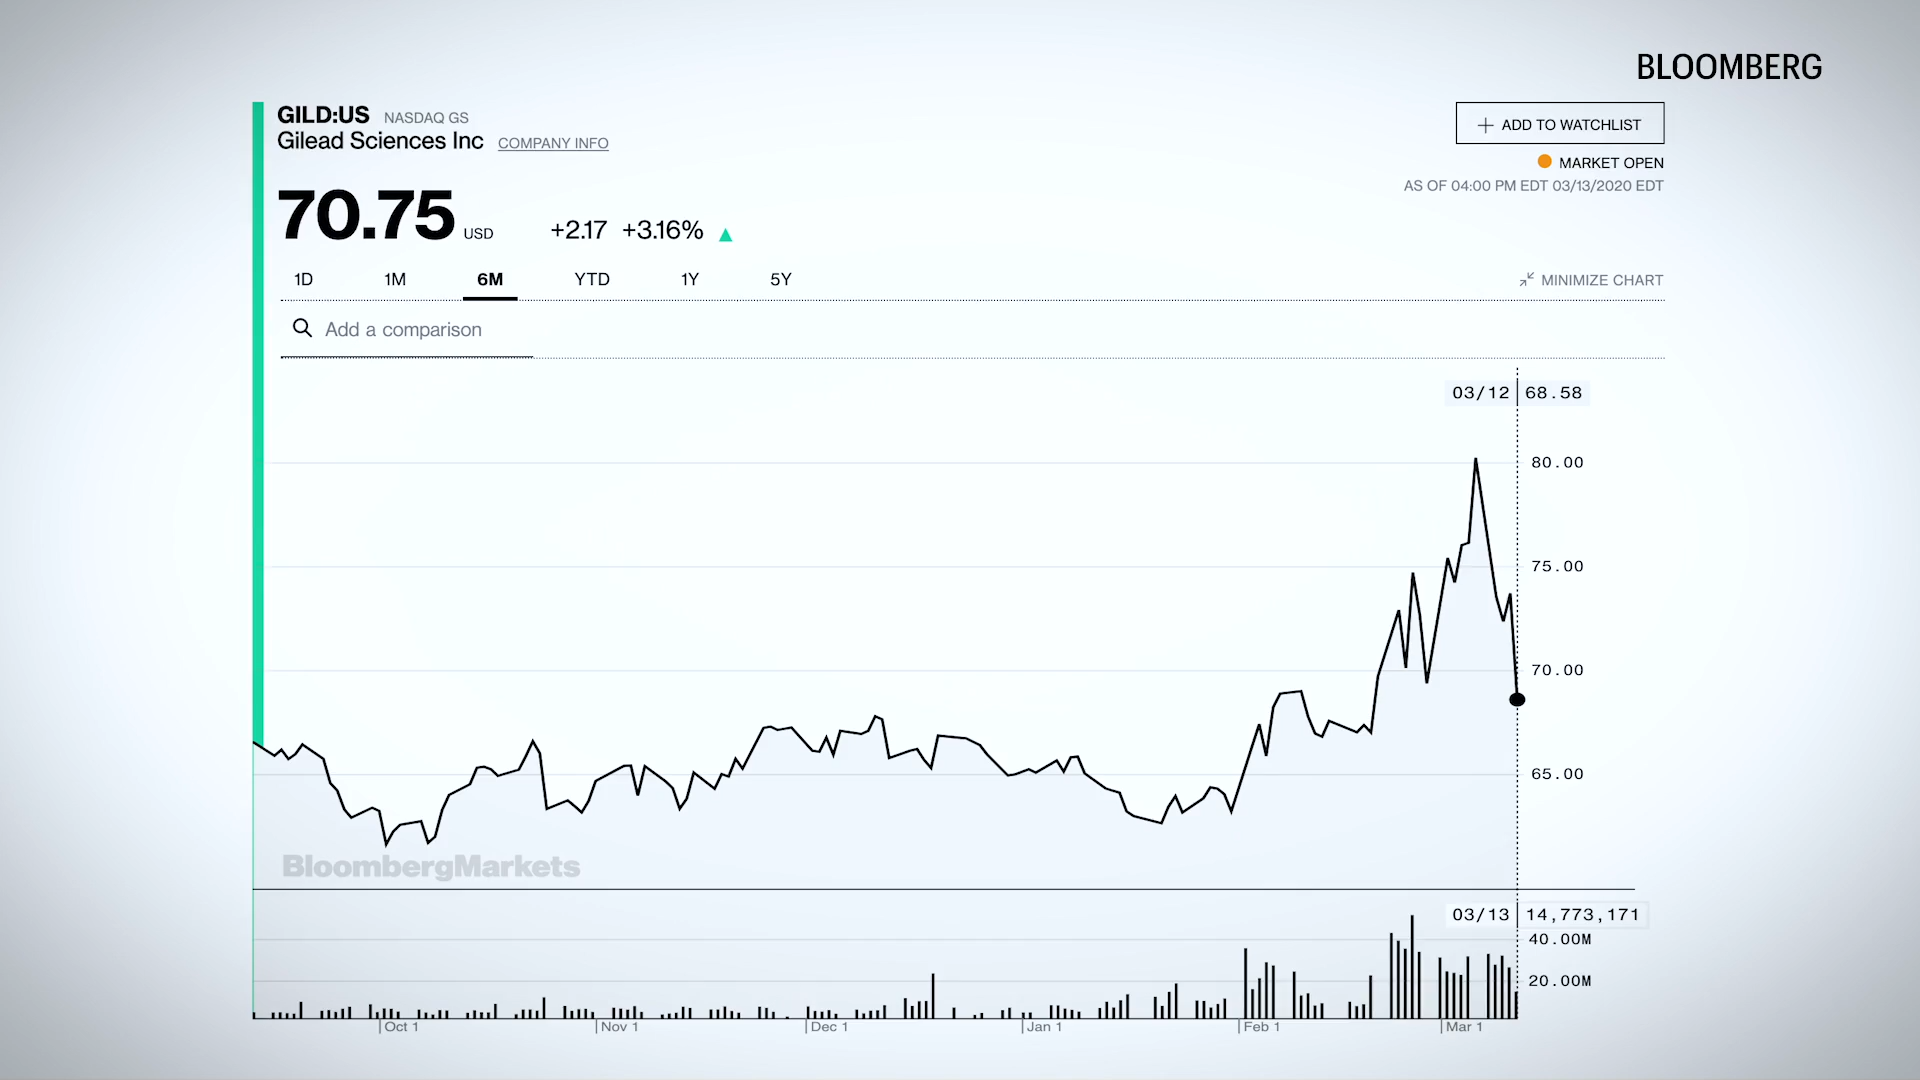 BLOOMBERG
GILD:US NASDAQ GS
Gilead Sciences Inc COMPANY INFO
+ ADD TO WATCHLIST
MARKET OPEN
AS OF 04:00 PM EDT 03/13/2020 EDT
70.75 USD +2.17 +3.16%
1D 1M 6M YTD 1Y 5Y
MINIMIZE CHART
Add a comparison
03/12 68.58
80.00
75.00
70.00
65.00
BloombergMarkets
03/13 14,773,171
40.00M
20.00M
Oct 1 Nov 1 Dec 1 Jan 1 Feb 1 Mar 1